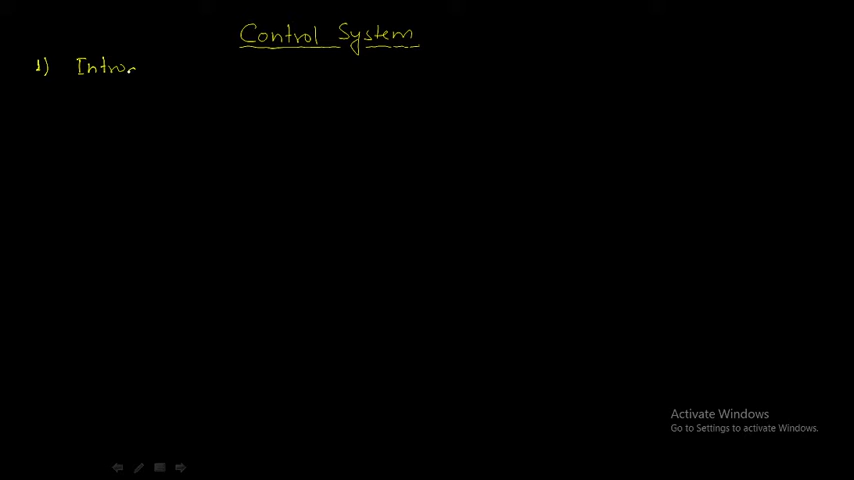 Control System
1) Intro
Activate Windows
Go to Settings to activate Windows.